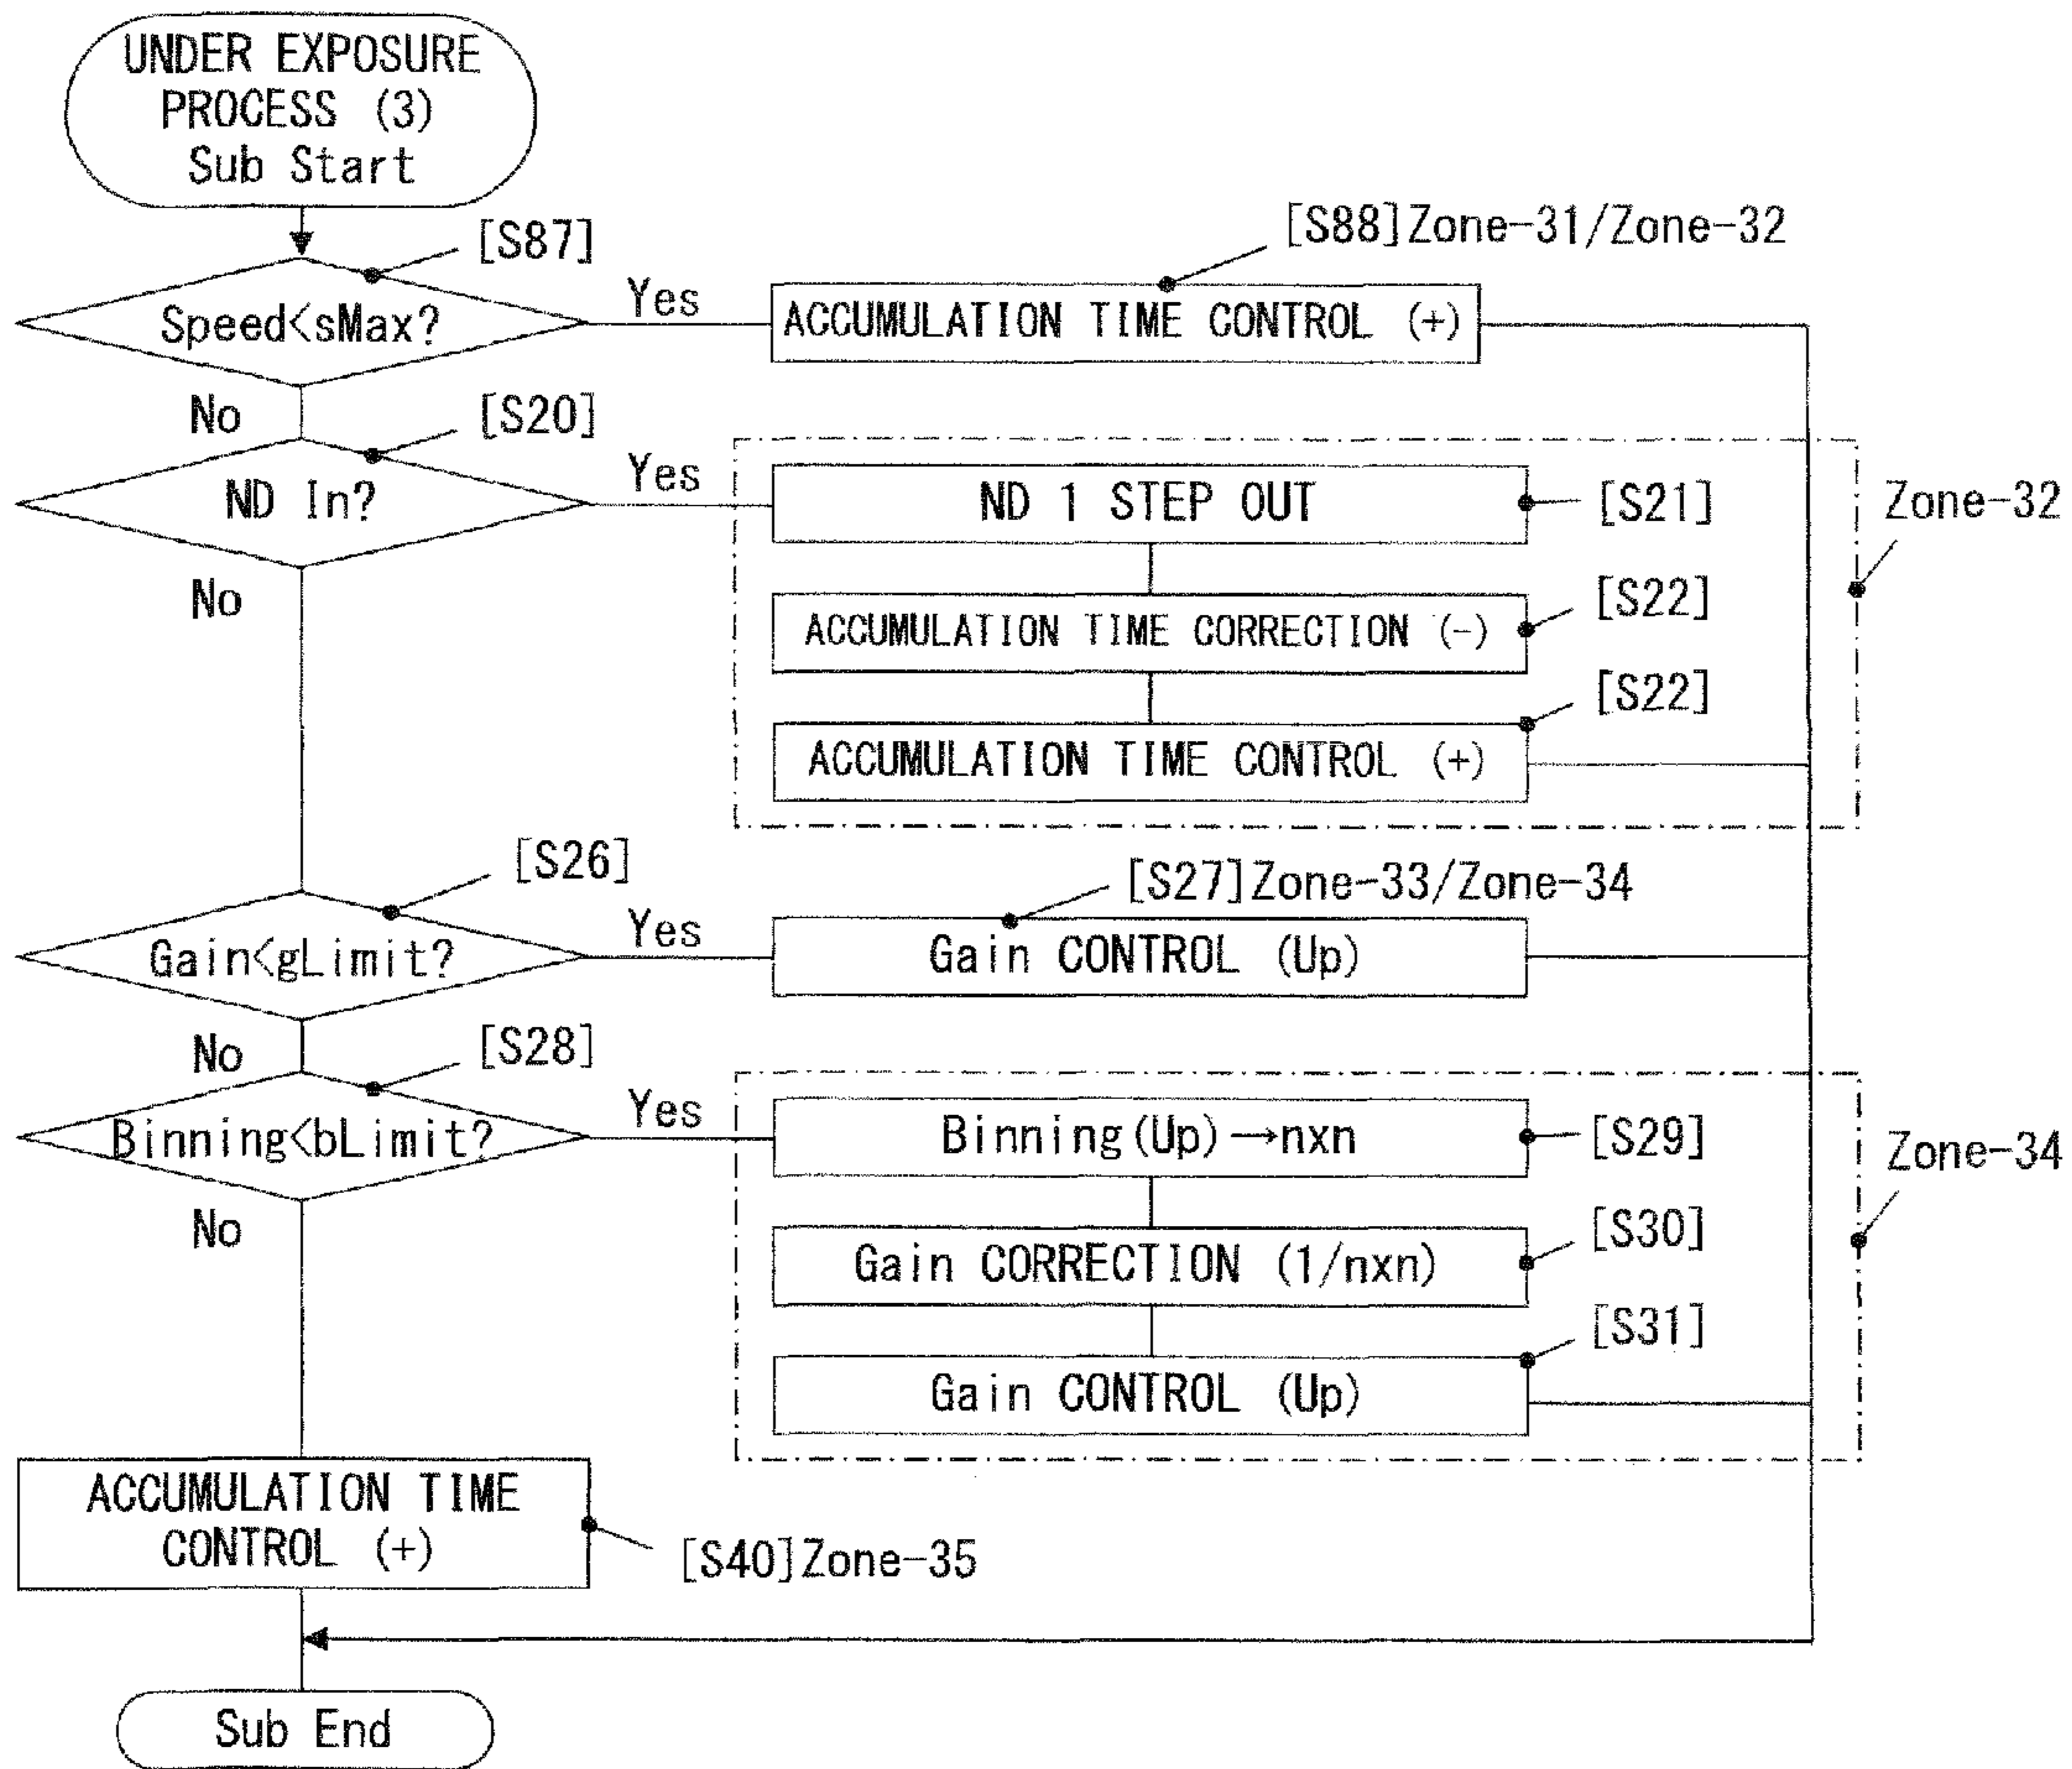 UNDER EXPOSURE
PROCESS (3)
Sub Start
[S87]
Speed<sMax?
Yes
[S88]Zone-31/Zone-32
ACCUMULATION TIME CONTROL (+)
No
[S20]
ND In?
Yes
ND 1 STEP OUT
[S21]
Zone-32
No
ACCUMULATION TIME CORRECTION (-)
[S22]
ACCUMULATION TIME CONTROL (+)
[S22]
[S26]
Gain<gLimit?
Yes
[S27]Zone-33/Zone-34
Gain CONTROL (Up)
No
[S28]
Binning<bLimit?
Yes
Binning(Up)→nxn
[S29]
Zone-34
No
Gain CORRECTION (1/nxn)
[S30]
Gain CONTROL (Up)
[S31]
ACCUMULATION TIME
CONTROL (+)
[S40]Zone-35
Sub End